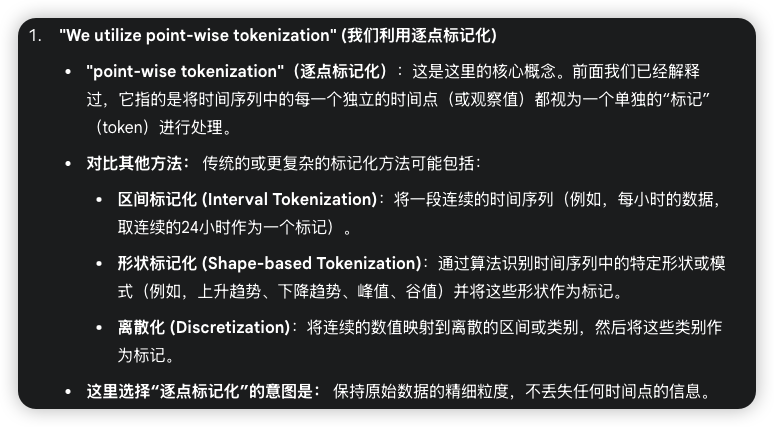 1. "We utilize point-wise tokenization" (我们利用逐点标记化)
• "point-wise tokenization"（逐点标记化）: 这是这里的核心概念。前面我们已经解释
过，它指的是将时间序列中的每一个独立的时间点（或观察值）都视为一个单独的“标记”
（token）进行处理。
• 对比其他方法： 传统的或更复杂的标记化方法可能包括：
• 区间标记化 (Interval Tokenization)：将一段连续的时间序列（例如，每小时的数据，
取连续的24小时作为一个标记）。
• 形状标记化 (Shape-based Tokenization)：通过算法识别时间序列中的特定形状或模
式（例如，上升趋势、下降趋势、峰值、谷值）并将这些形状作为标记。
• 离散化 (Discretization)：将连续的数值映射到离散的区间或类别，然后将这些类别作
为标记。
• 这里选择“逐点标记化”的意图是： 保持原始数据的精细粒度，不丢失任何时间点的信息。